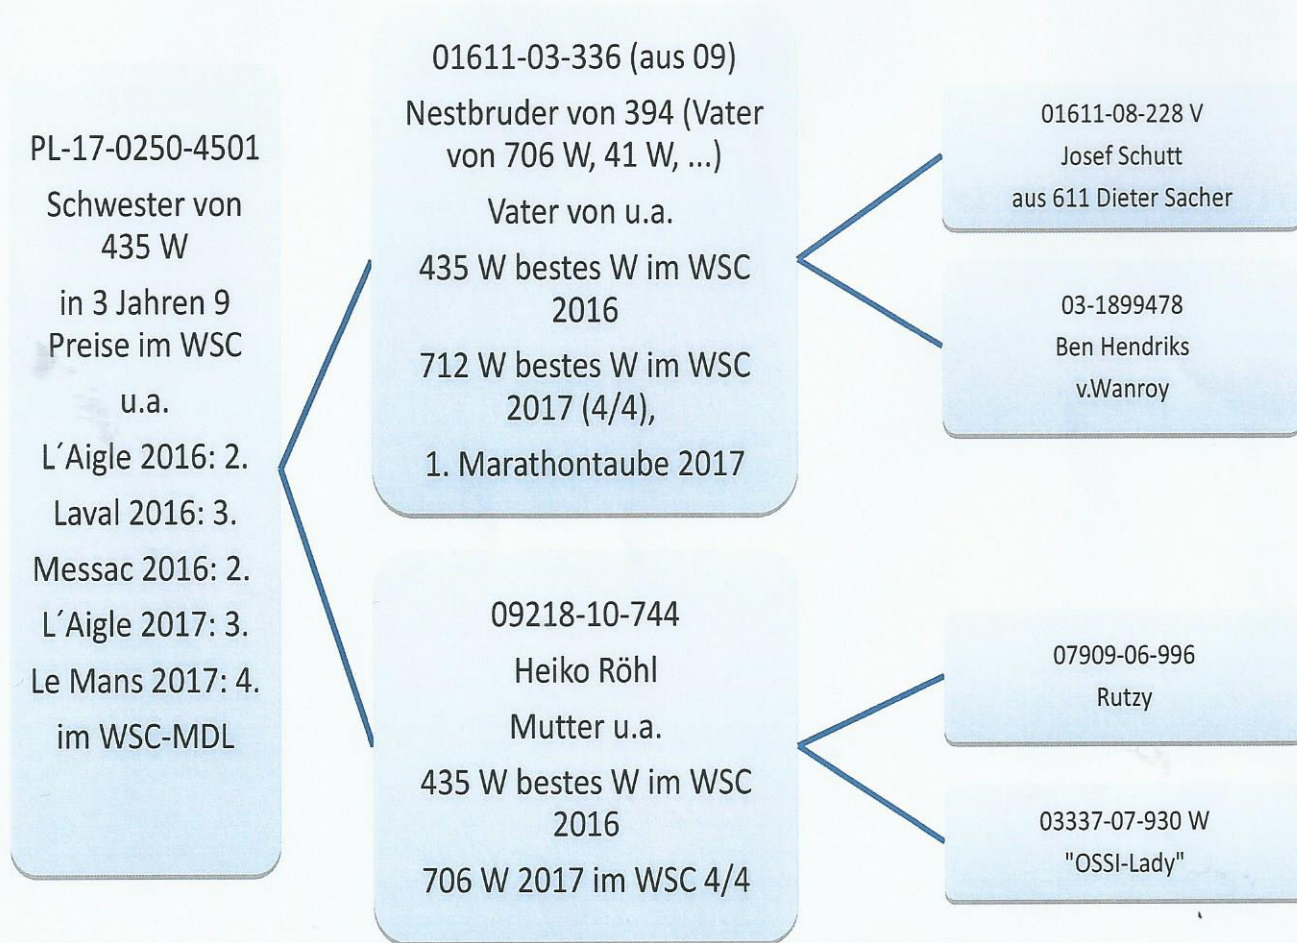 PL-17-0250-4501
Schwester von
435 W
in 3 Jahren 9
Preise im WSC
u.a.
L´Aigle 2016: 2.
Laval 2016: 3.
Messac 2016: 2.
L´Aigle 2017: 3.
Le Mans 2017: 4.
im WSC-MDL
01611-03-336 (aus 09)
Nestbruder von 394 (Vater
von 706 W, 41 W, ...)
Vater von u.a.
435 W bestes W im WSC
2016
712 W bestes W im WSC
2017 (4/4),
1. Marathontaube 2017
09218-10-744
Heiko Röhl
Mutter u.a.
435 W bestes W im WSC
2016
706 W 2017 im WSC 4/4
01611-08-228 V
Josef Schutt
aus 611 Dieter Sacher
03-1899478
Ben Hendriks
v.Wanroy
07909-06-996
Rutzy
03337-07-930 W
"OSSI-Lady"